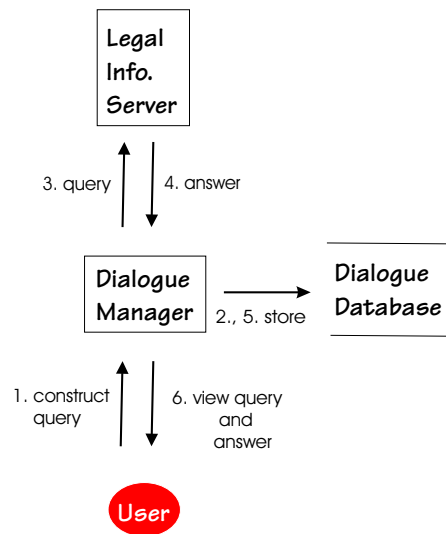 Legal
Info.
Server
3. query
4. answer
Dialogue
Manager
2., 5. store
Dialogue
Database
1. construct
query
6. view query
and
answer
User